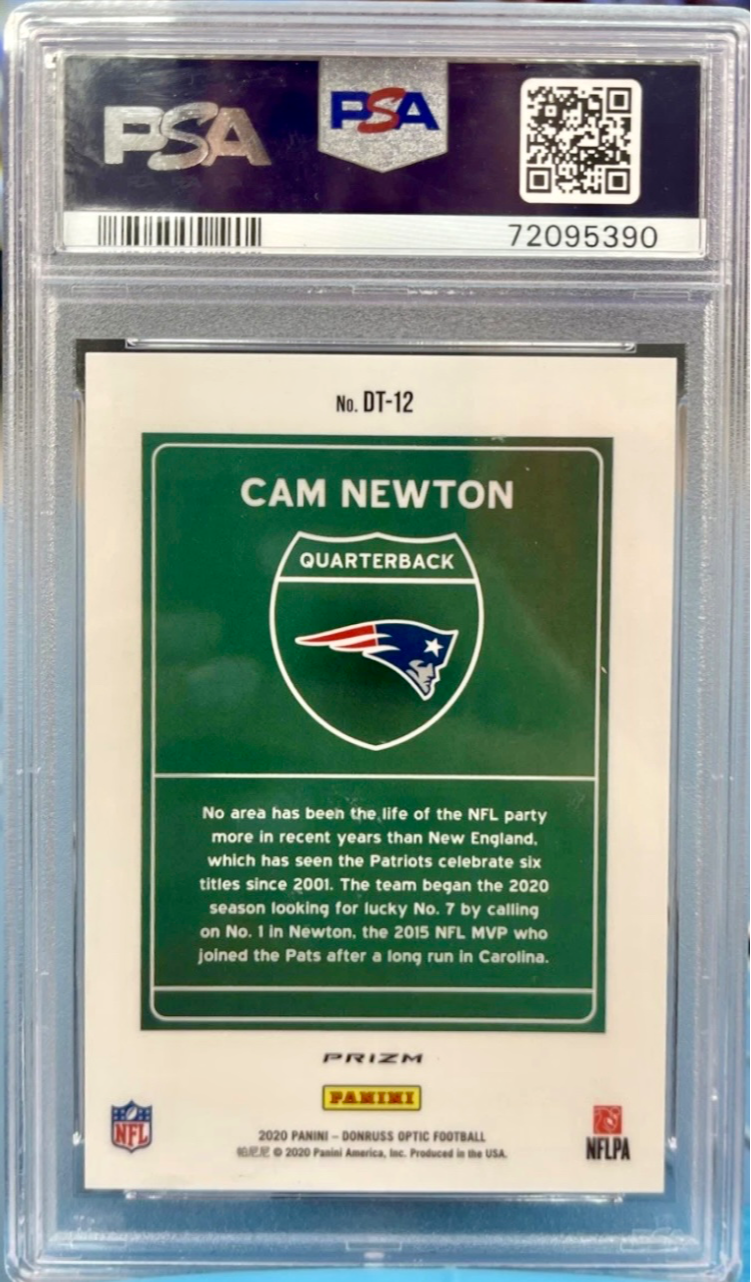 PSA PSA
72095390
No. DT-12
CAM NEWTON
QUARTERBACK
No area has been the life of the NFL party
more in recent years than New England,
which has seen the Patriots celebrate six
titles since 2001. The team began the 2020
season looking for lucky No. 7 by calling
on No. 1 in Newton, the 2015 NFL MVP who
joined the Pats after a long run in Carolina.
PRIZM
PANINI
NFL
2020 PANINI – DONRUSS OPTIC FOOTBALL
帕尼尼 © 2020 Panini America, Inc. Produced in the USA.
NFLPA